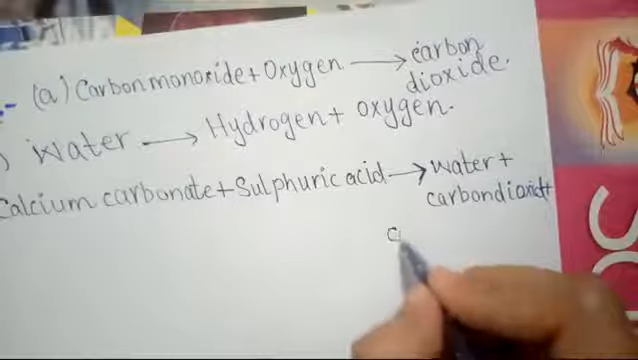 (a) Carbon monoxide + Oxygen ⟶ carbon
dioxide.
) Water ⟶ Hydrogen + oxygen.
Calcium carbonate + Sulphuric acid ⟶ water +
carbondioxide +
C